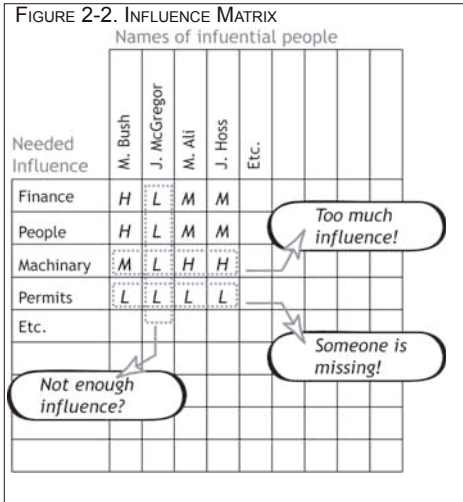 FIGURE 2-2. INFLUENCE MATRIX
Names of infuential people
Needed
Influence
M. Bush
J. McGregor
M. Ali
J. Hoss
Etc.
Finance H L M M
People H L M M
Machinary M L H H
Permits L L L L
Etc.
Too much
influence!
Someone is
missing!
Not enough
influence?